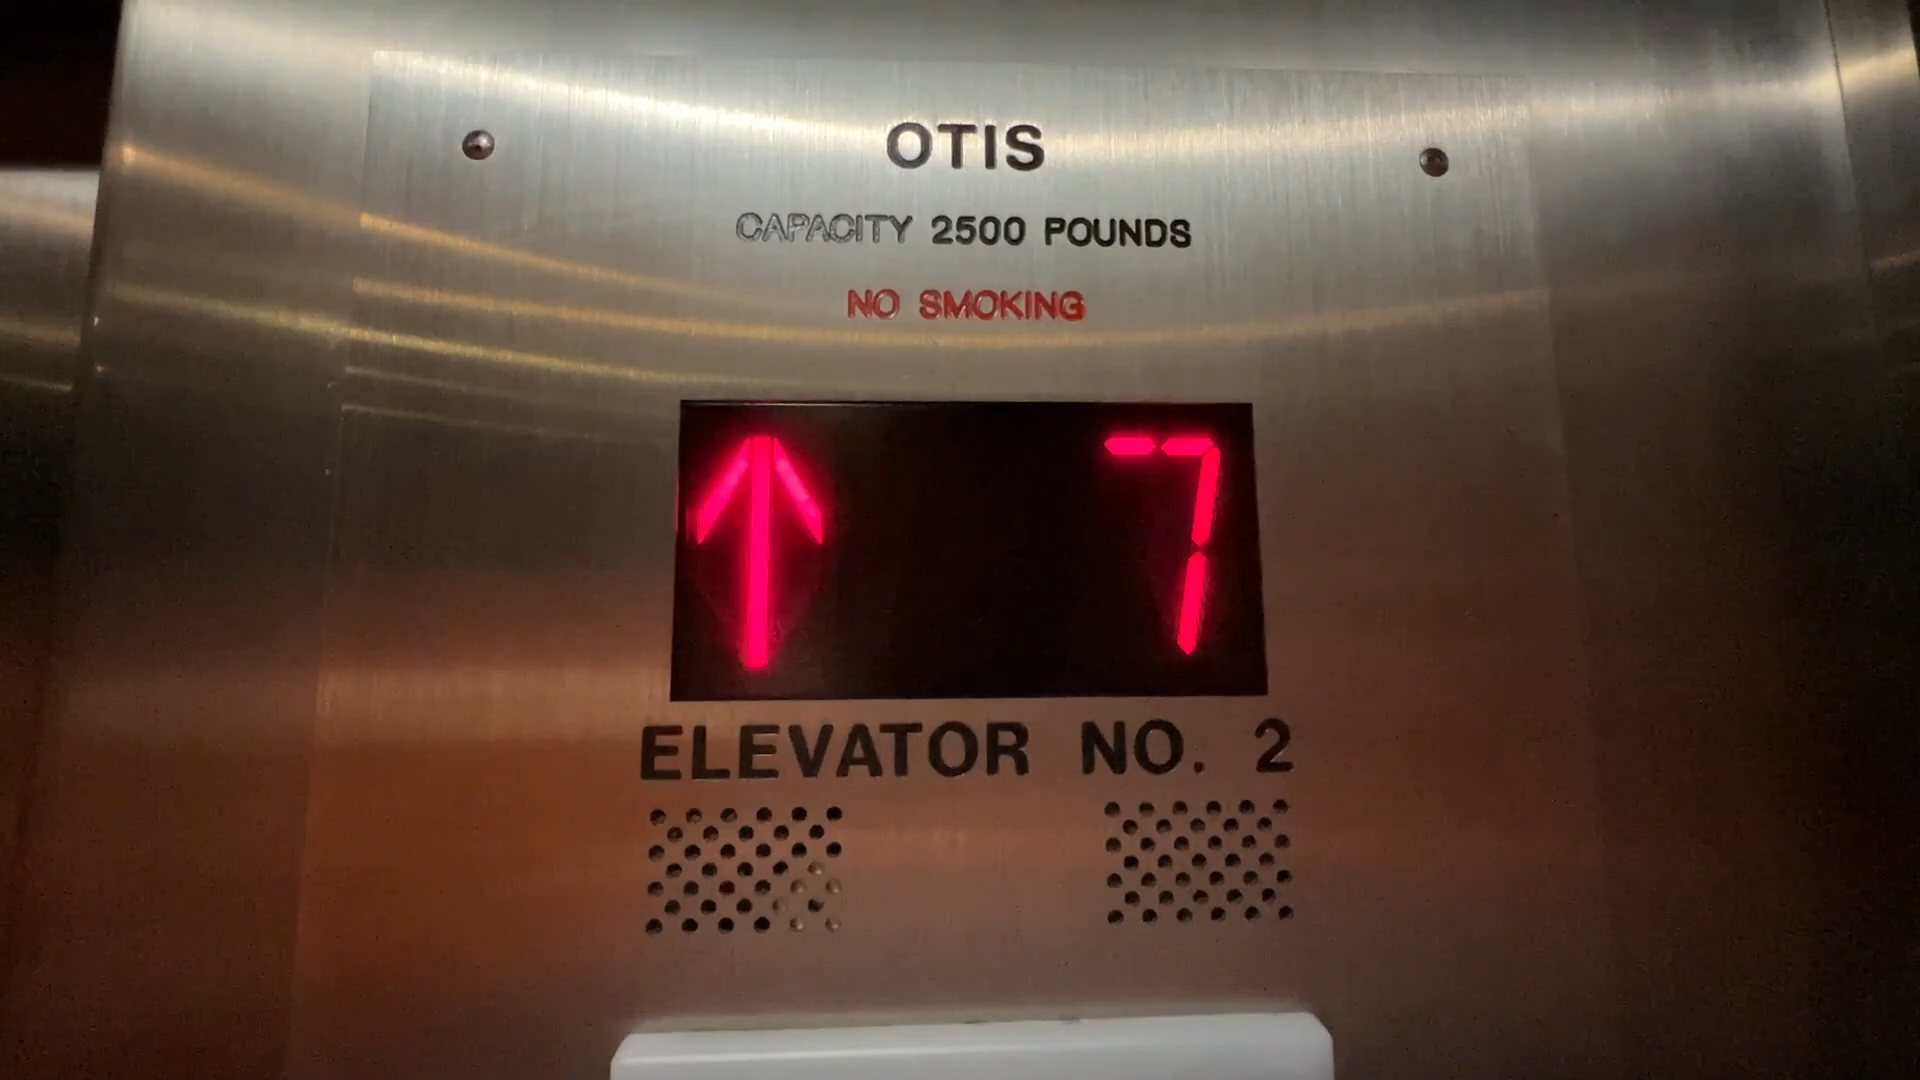 OTIS
CAPACITY 2500 POUNDS
NO SMOKING
↑ 7
ELEVATOR NO. 2